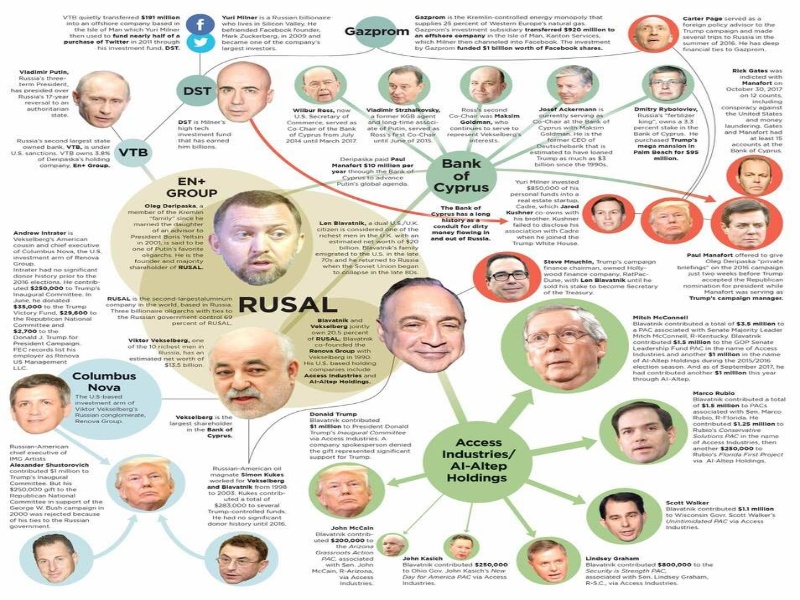 VTB quietly transferred $191 million
into an offshore company based in
the Isle of Man which Yuri Milner
then used to fund nearly half of a
purchase of Twitter in 2011 through
his investment fund, DST.
Yuri Milner is a Russian billionaire
who lives in Silicon Valley. He
befriended Facebook founder,
Mark Zuckerberg, in 2009 and
became one of the company's
largest investors.
Gazprom
Gazprom is the Kremlin-controlled energy monopoly that
supplies 25 percent of Western Europe's natural gas.
Gazprom's investment subsidiary transferred $920 million to
an offshore company in the Isle of Man, Kanton Services,
which Milner then channeled into Facebook. The investment
by Gazprom funded $1 billion worth of Facebook shares.
Carter Page served as a
foreign policy advisor to the
Trump campaign and made
several trips to Russia in the
summer of 2016. He has deep
financial ties to Gazprom.
Vladimir Putin,
Russia's three-
term President,
has presided over
Russia's 17-year
reversal to an
authoritarian
state.
DST
DST is Milner's
high tech
investment fund
that has earned
him billions.
Wilbur Ross, now
U.S. Secretary of
Commerce, served as
Co-Chair of the Bank
of Cyprus from July
2014 until March 2017.
Vladimir Strzhalkovsky,
a former KGB agent
and long-time associ-
ate of Putin, served as
Ross's first Co-Chair
until June of 2015.
Ross's second
Co-Chair was Maksim
Goldman, who
continues to serve to
represent Vekselberg's
interests.
Josef Ackermann is
currently serving as
Co-Chair at the Bank
of Cyprus with Maksim
Goldman. He is the
former CEO of
Deutschebank that is
estimated to have loaned
Trump as much as $3
billion since the 1990s.
Dmitry Rybolovlev,
Russia's "fertilizer
king", owns a 3.3
percent stake in the
Bank of Cyprus. He
purchased Trump's
mega mansion in
Palm Beach for $95
million.
Rick Gates was
indicted with
Manafort on
October 30, 2017
on 12 counts,
including
conspiracy against
the United States
and money
laundering. Gates
and Manafort had
at least 15
accounts at the
Bank of Cyprus.
Russia's second largest state
owned bank, VTB, is under
U.S. sanctions. VTB owns 3.8%
of Deripaska's holding
company, En+ Group.
VTB
Deripaska paid Paul
Manafort $10 million per
year through the Bank
of Cyprus to advance
Putin's global agenda.
Bank
of
Cyprus
EN+
GROUP
Oleg Deripaska, a
member of the Kremlin
"family" since he
married the daughter of
an advisor to
President Boris Yeltsin
in 2001, is said to be
one of Putin's favorite
oligarchs. He is the
founder and majority
shareholder of RUSAL.
Len Blavatnik, a dual U.S./U.K.
citizen is considered one of the
richest men in the U.K. with an
estimated net worth of $20
billion. Blavatnik's family
emigrated to the U.S. in the late
70s and he returned to Russia
when the Soviet Union began
to collapse in the late 80s.
The Bank of
Cyprus has a long
history as a
conduit for dirty
money flowing in
and out of Russia.
Yuri Milner invested
$850,000 of his
personal funds into a
real estate startup,
Cadre, which Jared
Kushner co-owns with
his brother. Kushner
failed to disclose his
association with Cadre
when he joined the
Trump White House.
Paul Manafort offered to give
Oleg Deripaska "private
briefings" on the 2016 campaign
just two weeks before Trump
accepted the Republican
nomination for president while
Manafort was serving as
Trump's campaign manager.
Andrew Intrater is
Vekselberg's American
cousin and chief executive of
Columbus Nova, the U.S.
investment arm of Renova
Group.
Intrater had no significant
donor history prior to the
2016 elections. He contrib-
uted $250,000 to Trump's
Inaugural Committee. In
June, he donated
$35,000 to the Trump
Victory Fund, $29,600 to
the Republican National
Committee and
$2,700 to the
Donald J. Trump for
President Campaign.
FEC records list his
employer as Renova
US Management
LLC.
Steve Mnuchin, Trump's campaign
finance chairman, owned Holly-
wood finance company, RatPac-
Dune, with Len Blavatnik until he
sold his stake to become Secretary
of the Treasury.
RUSAL is the second-largest aluminum
company in the world, based in Russia.
Three billionaire oligarchs with ties to
the Russian government control 69
percent of RUSAL.
RUSAL
Viktor Vekselberg, one
of the 10 richest men in
Russia, has an
estimated net worth of
$13.5 billion.
Blavatnik and
Vekselberg jointly
own 20.5 percent
of RUSAL. Blavatnik
co-founded the
Renova Group with
Vekselberg in 1990.
His U.S. based holding
companies include
Access Industries and
AI-Altep Holdings.
Mitch McConnell
Blavatnik contributed a total of $3.5 million to
a PAC associated with Senate Majority Leader
Mitch McConnell, R-Kentucky. Blavatnik
contributed $1.5 million to the GOP Senate
Leadership Fund PAC in the name of Access
Industries and another $1 million in the name
of AI-Altep Holdings during the 2015/2016
election season. And as of September 2017, he
had contributed another $1 million this year
through AI-Altep.
Columbus
Nova
The U.S-based
investment arm of
Viktor Vekselberg's
Russian conglomerate,
Renova Group.
Vekselberg is the
largest shareholder
in the Bank of
Cyprus.
Marco Rubio
Blavatnik contributed a total
of $1.5 million to PACs
associated with Sen. Marco
Rubio, R-Florida. He
contributed $1.25 million to
Rubio's Conservative
Solutions PAC in the name
of Access Industries, then
another $250,000 to
Rubio's Florida First Project
via AI-Altep Holdings.
Donald Trump
Blavatnik contributed
$1 million to President Donald
Trump's Inaugural Committee
via Access Industries. A
company spokesperson denied
the gift represented significant
support for Trump.
Access
Industries/
AI-Altep
Holdings
Russian-American
chief executive of
IMG Artists
Alexander Shustorovich
contributed $1 million to
Trump's Inaugural
Committee. But his
$250,000 gift to the
Republican National
Committee in support of the
George W. Bush campaign in
2000 was rejected because
of his ties to the Russian
government.
Russian-American oil
magnate Simon Kukes
worked for Vekselberg
and Blavatnik from 1998
to 2003. Kukes contrib-
uted a total of
$283,000 to several
Trump-controlled funds.
He had no significant
donor history until 2016.
Scott Walker
Blavatnik contributed $1.1 million
to Wisconsin Gov. Scott Walker's
Unintimidated PAC via Access
Industries.
John McCain
Blavatnik contrib-
uted $200,000 to
the Arizona
Grassroots Action
PAC, associated
with Sen. John
McCain, R-Arizona,
via Access
Industries.
John Kasich
Blavatnik contributed $250,000
to Ohio Gov. John Kasich's New
Day for America PAC via Access
Industries.
Lindsey Graham
Blavatnik contributed $800,000 to the
Security is Strength PAC,
associated with Sen. Lindsey Graham,
R-S.C., via Access Industries.